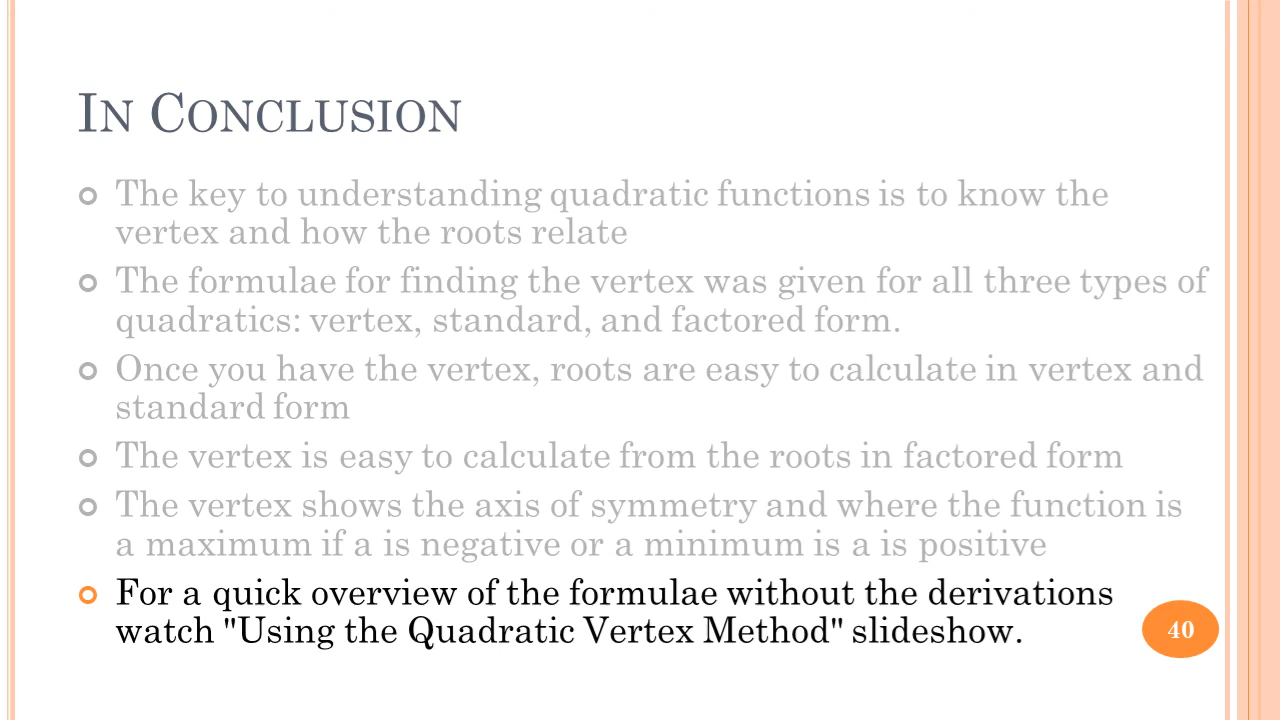 IN CONCLUSION
The key to understanding quadratic functions is to know the
vertex and how the roots relate
The formulae for finding the vertex was given for all three types of
quadratics: vertex, standard, and factored form.
Once you have the vertex, roots are easy to calculate in vertex and
standard form
The vertex is easy to calculate from the roots in factored form
The vertex shows the axis of symmetry and where the function is
a maximum if a is negative or a minimum is a is positive
For a quick overview of the formulae without the derivations
watch "Using the Quadratic Vertex Method" slideshow.
40